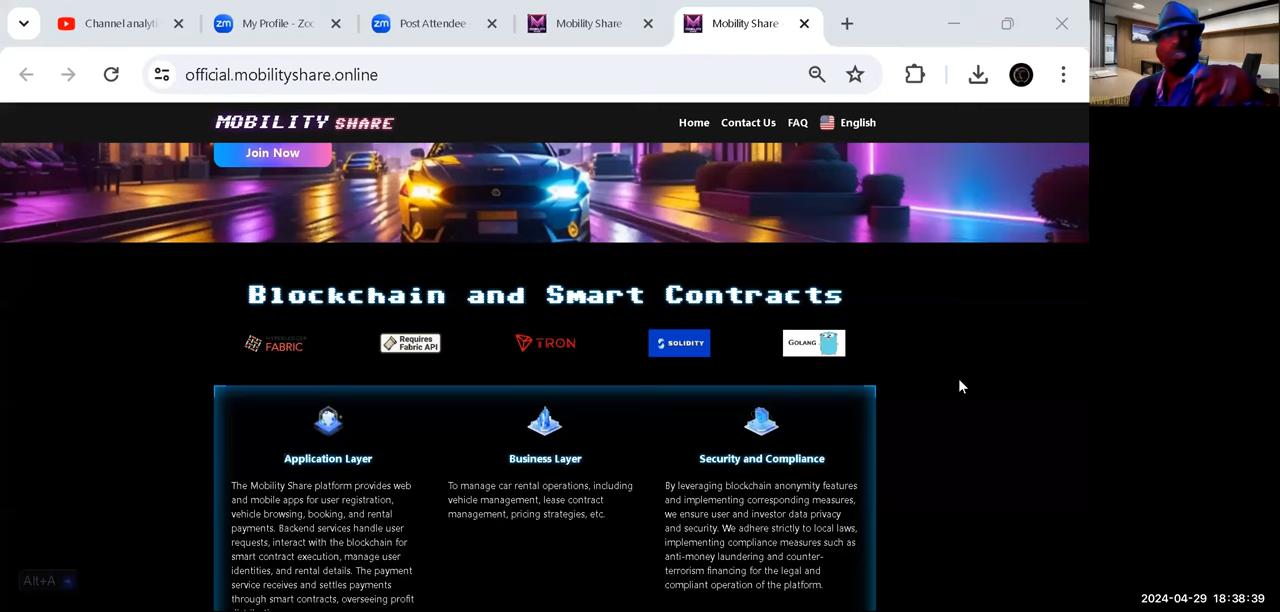 Channel analyti
zm My Profile - Zoo
zm Post Attendee
Mobility Share
Mobility Share
official.mobilityshare.online
MOBILITY SHARE
Home Contact Us FAQ English
Join Now
Blockchain and Smart Contracts
HYPERLEDGER
FABRIC
Requires
Fabric API
TRON
SOLIDITY
GOLANG
Application Layer
The Mobility Share platform provides web
and mobile apps for user registration,
vehicle browsing, booking, and rental
payments. Backend services handle user
requests, interact with the blockchain for
smart contract execution, manage user
identities, and rental details. The payment
service receives and settles payments
through smart contracts, overseeing profit
Business Layer
To manage car rental operations, including
vehicle management, lease contract
management, pricing strategies, etc.
Security and Compliance
By leveraging blockchain anonymity features
and implementing corresponding measures,
we ensure user and investor data privacy
and security. We adhere strictly to local laws,
implementing compliance measures such as
anti-money laundering and counter-
terrorism financing for the legal and
compliant operation of the platform.
Alt+A
2024-04-29 18:38:39